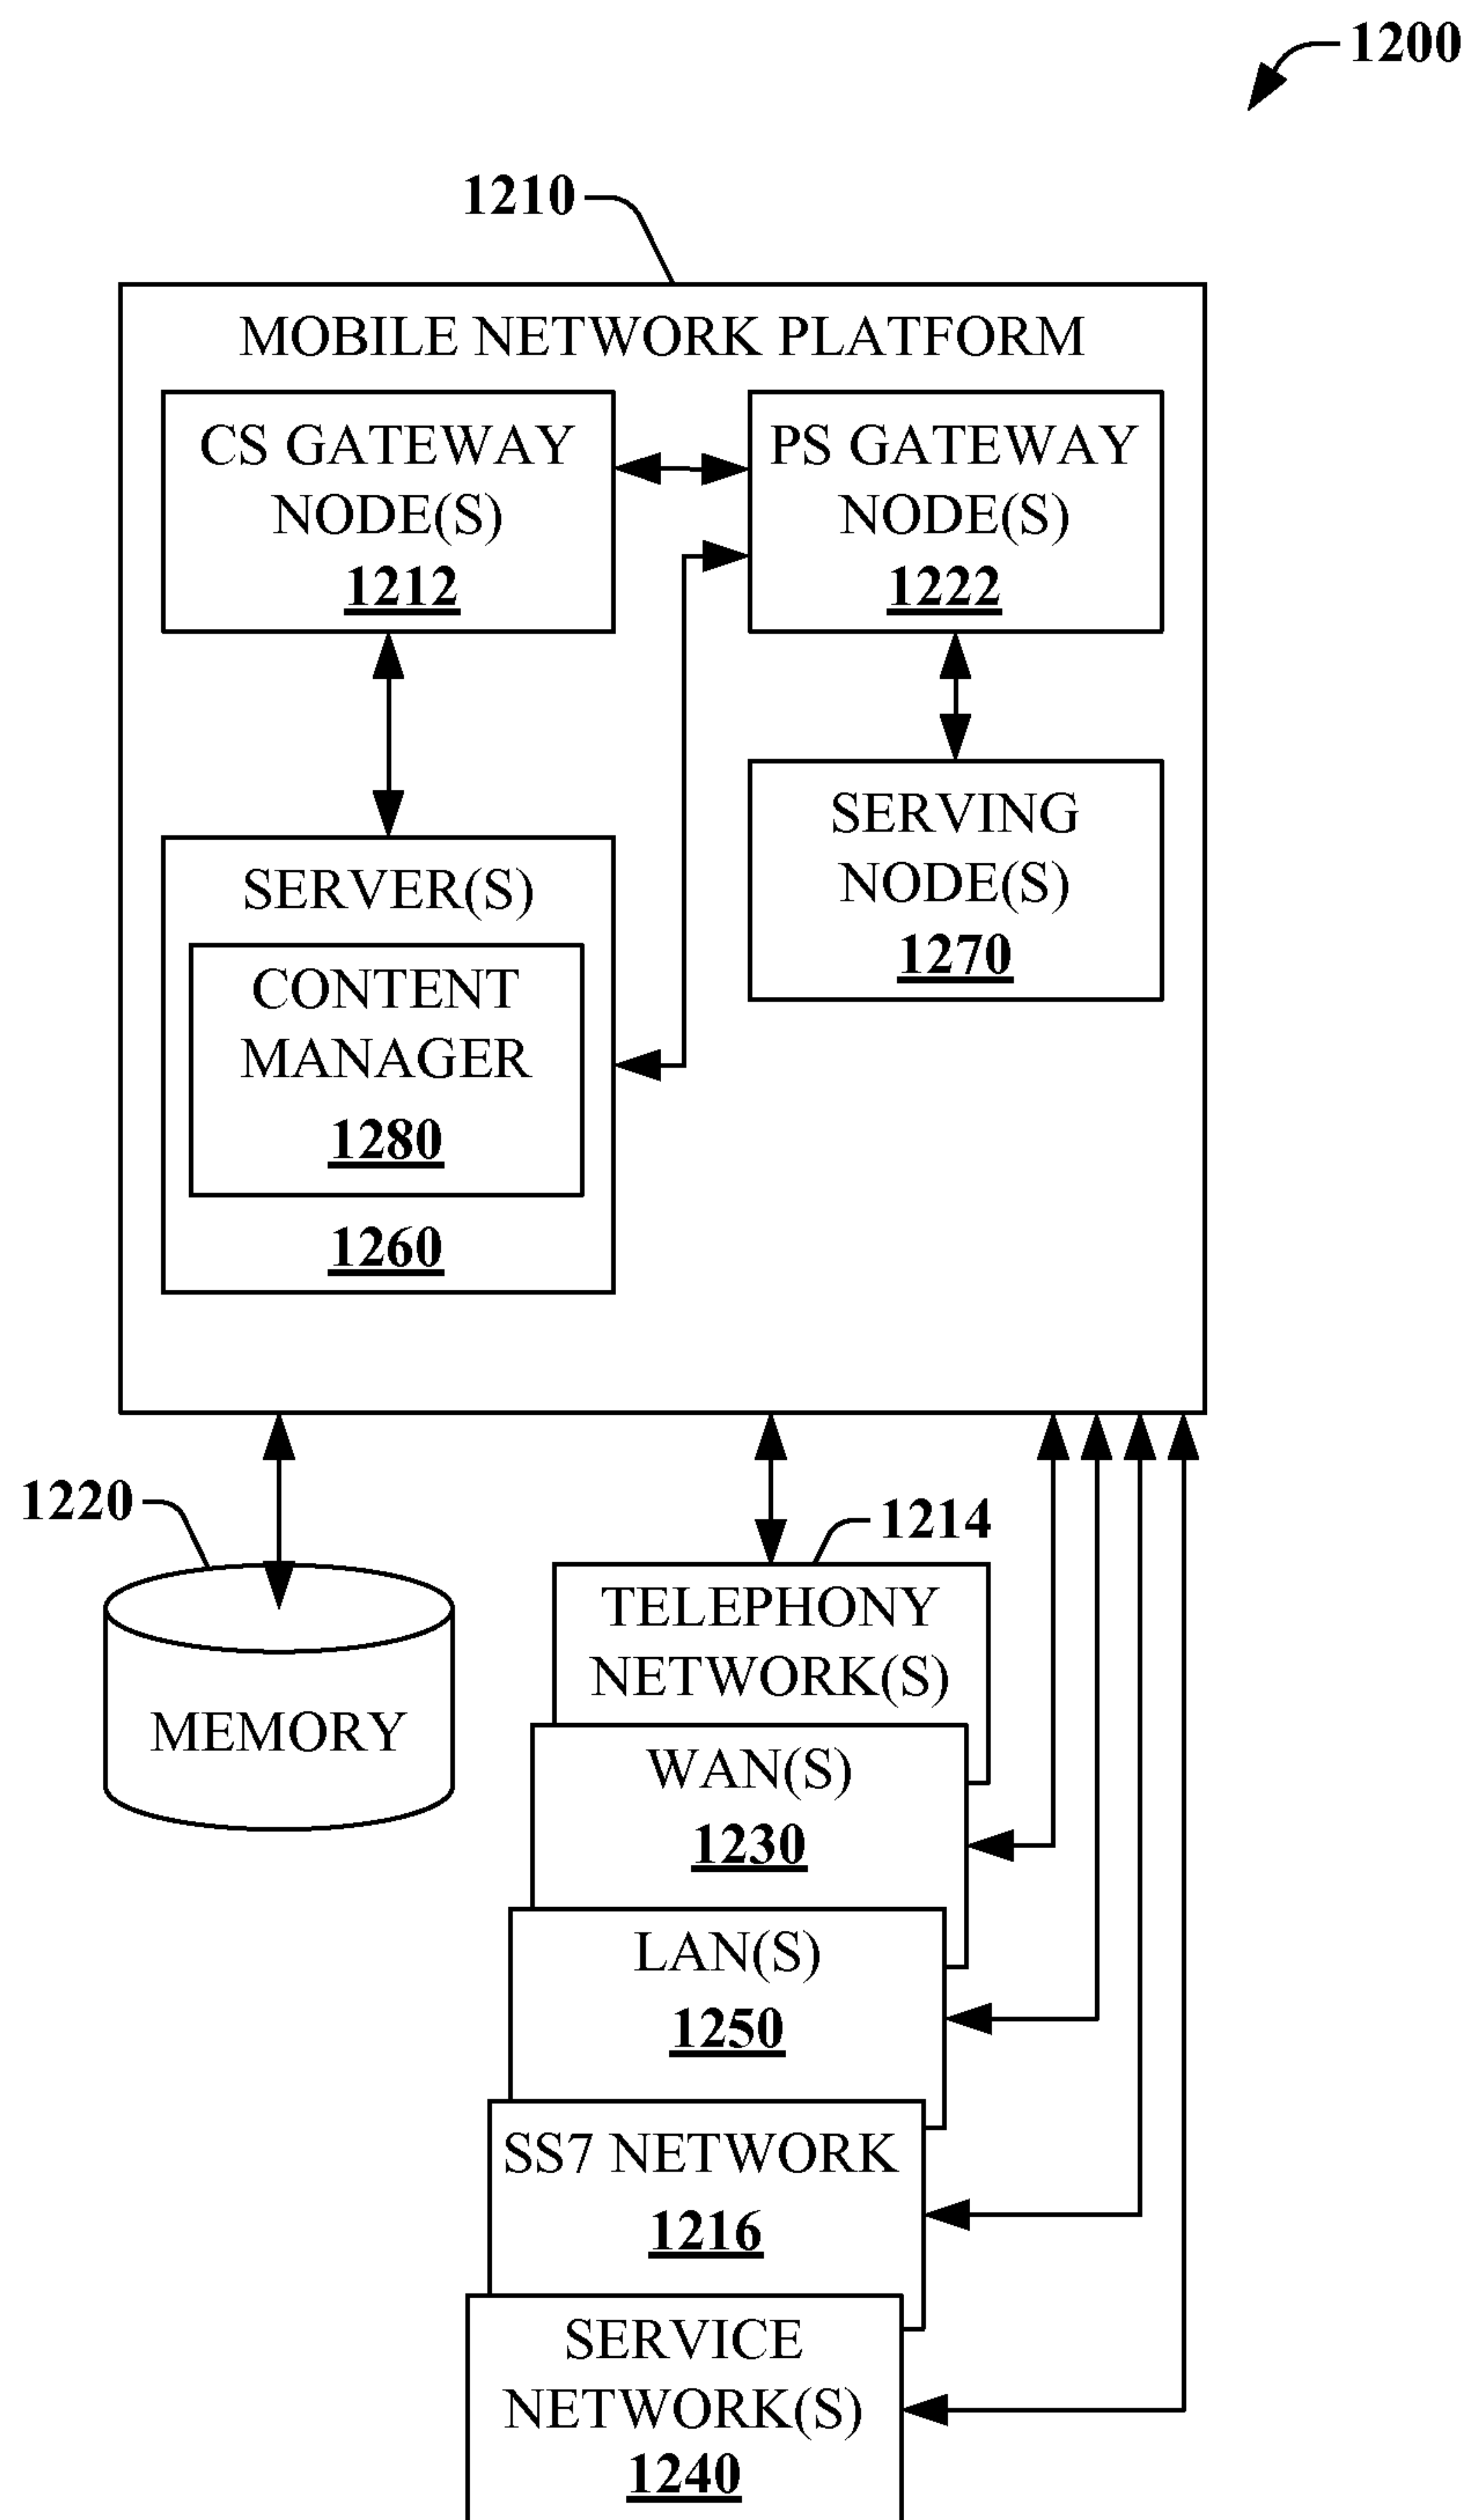 1200
1210
MOBILE NETWORK PLATFORM
CS GATEWAY
NODE(S)
1212
PS GATEWAY
NODE(S)
1222
SERVING
NODE(S)
1270
SERVER(S)
CONTENT
MANAGER
1280
1260
1220
MEMORY
1214
TELEPHONY
NETWORK(S)
WAN(S)
1230
LAN(S)
1250
SS7 NETWORK
1216
SERVICE
NETWORK(S)
1240